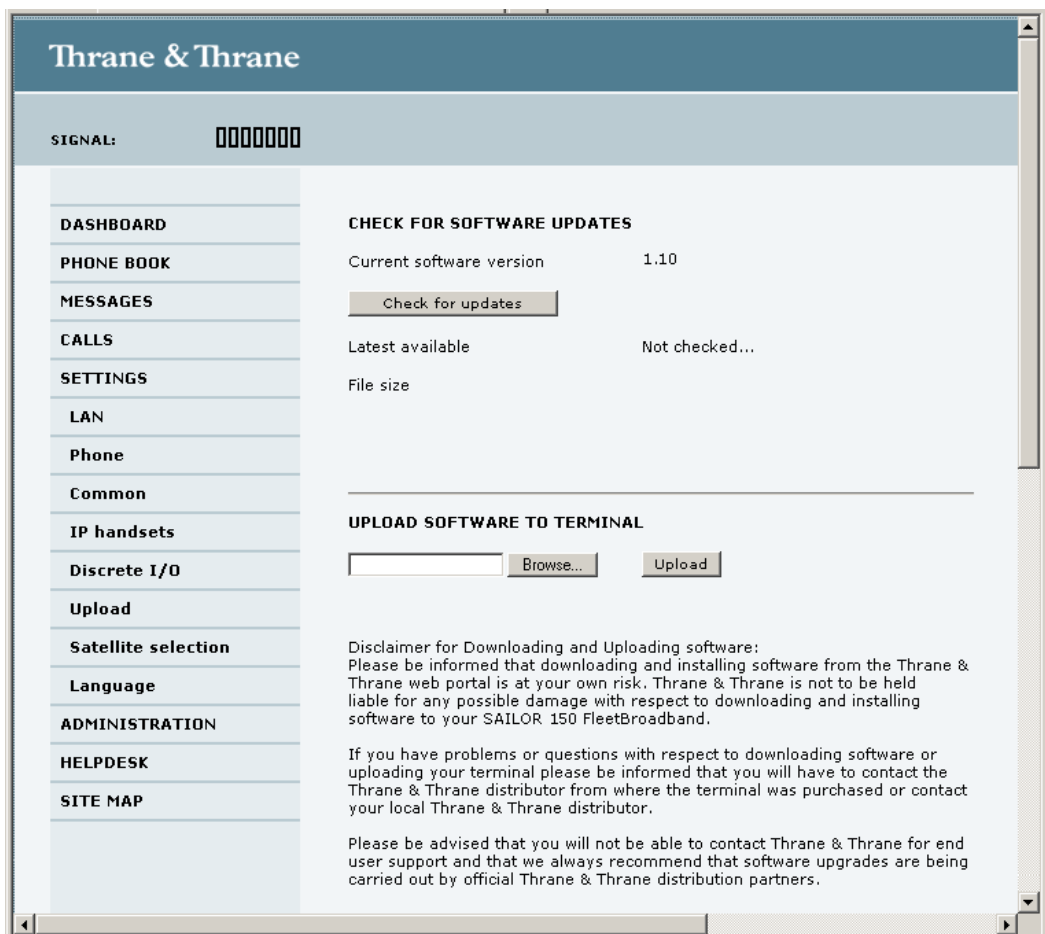 Thrane & Thrane
SIGNAL:
DASHBOARD
PHONE BOOK
MESSAGES
CALLS
SETTINGS
LAN
Phone
Common
IP handsets
Discrete I/O
Upload
Satellite selection
Language
ADMINISTRATION
HELPDESK
SITE MAP
CHECK FOR SOFTWARE UPDATES
Current software version 1.10
Check for updates
Latest available Not checked...
File size
UPLOAD SOFTWARE TO TERMINAL
Browse... Upload
Disclaimer for Downloading and Uploading software:
Please be informed that downloading and installing software from the Thrane &
Thrane web portal is at your own risk. Thrane & Thrane is not to be held
liable for any possible damage with respect to downloading and installing
software to your SAILOR 150 FleetBroadband.
If you have problems or questions with respect to downloading software or
uploading your terminal please be informed that you will have to contact the
Thrane & Thrane distributor from where the terminal was purchased or contact
your local Thrane & Thrane distributor.
Please be advised that you will not be able to contact Thrane & Thrane for end
user support and that we always recommend that software upgrades are being
carried out by official Thrane & Thrane distribution partners.